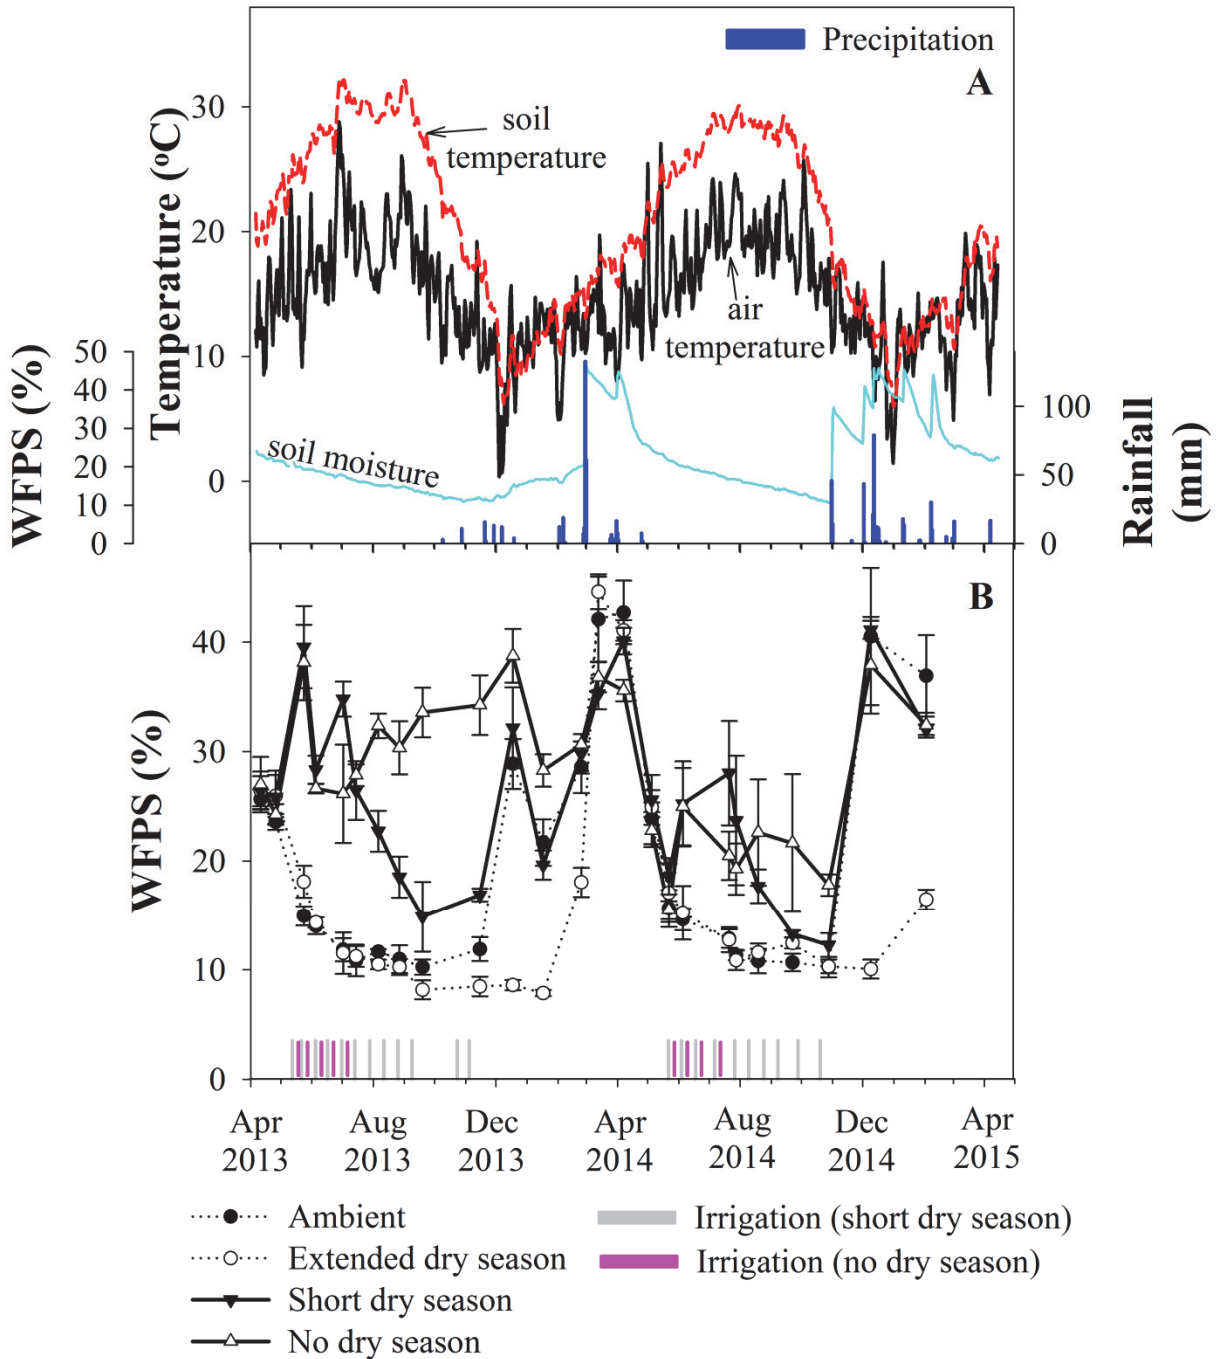 Precipitation
A
30
20
10
0
Temperature (°C)
soil
temperature
air
temperature
soil moisture
50
40
30
20
10
0
WFPS (%)
100
50
0
Rainfall
(mm)
B
40
30
20
10
0
WFPS (%)
Apr
2013
Aug
2013
Dec
2013
Apr
2014
Aug
2014
Dec
2014
Apr
2015
Ambient
Extended dry season
Short dry season
No dry season
Irrigation (short dry season)
Irrigation (no dry season)